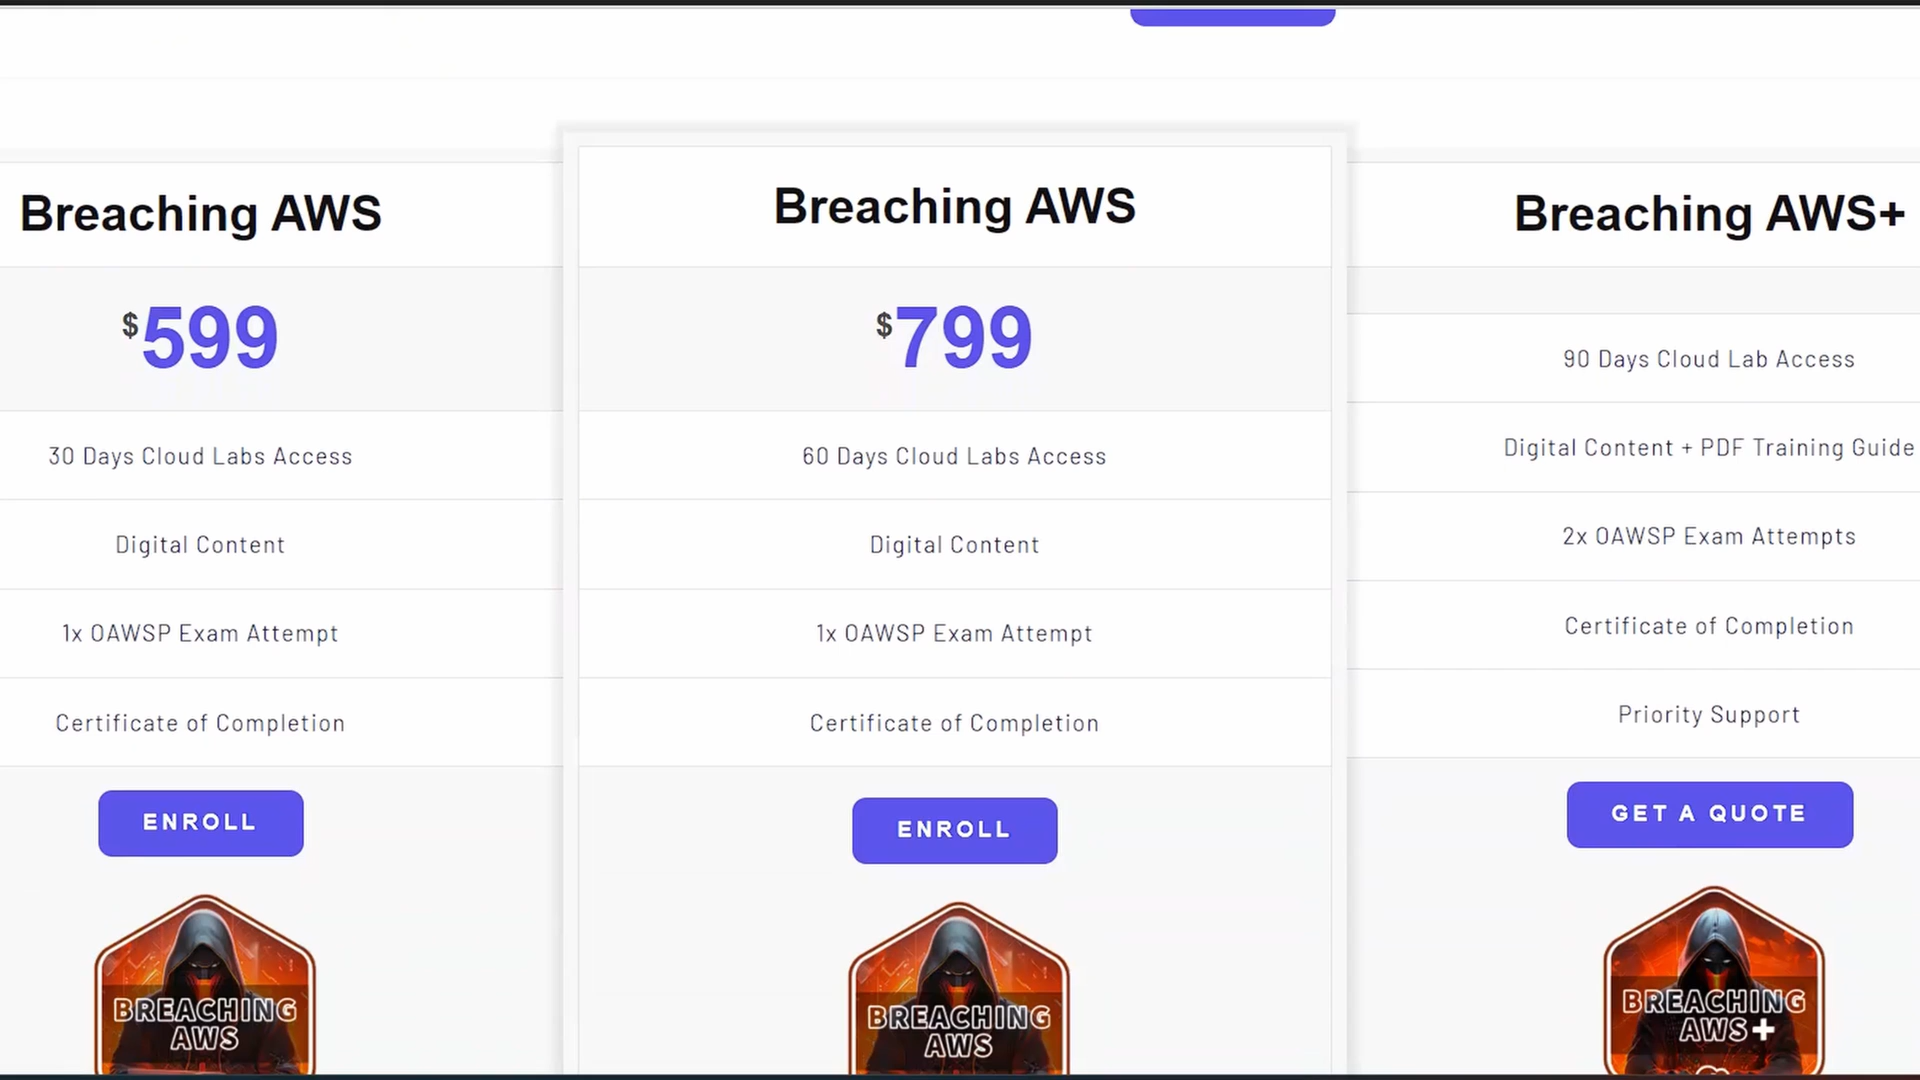 Breaching AWS
$599
30 Days Cloud Labs Access
Digital Content
1x OAWSP Exam Attempt
Certificate of Completion
ENROLL
BREACHING
AWS
Breaching AWS
$799
60 Days Cloud Labs Access
Digital Content
1x OAWSP Exam Attempt
Certificate of Completion
ENROLL
BREACHING
AWS
Breaching AWS+
90 Days Cloud Lab Access
Digital Content + PDF Training Guide
2x OAWSP Exam Attempts
Certificate of Completion
Priority Support
GET A QUOTE
BREACHING
AWS+